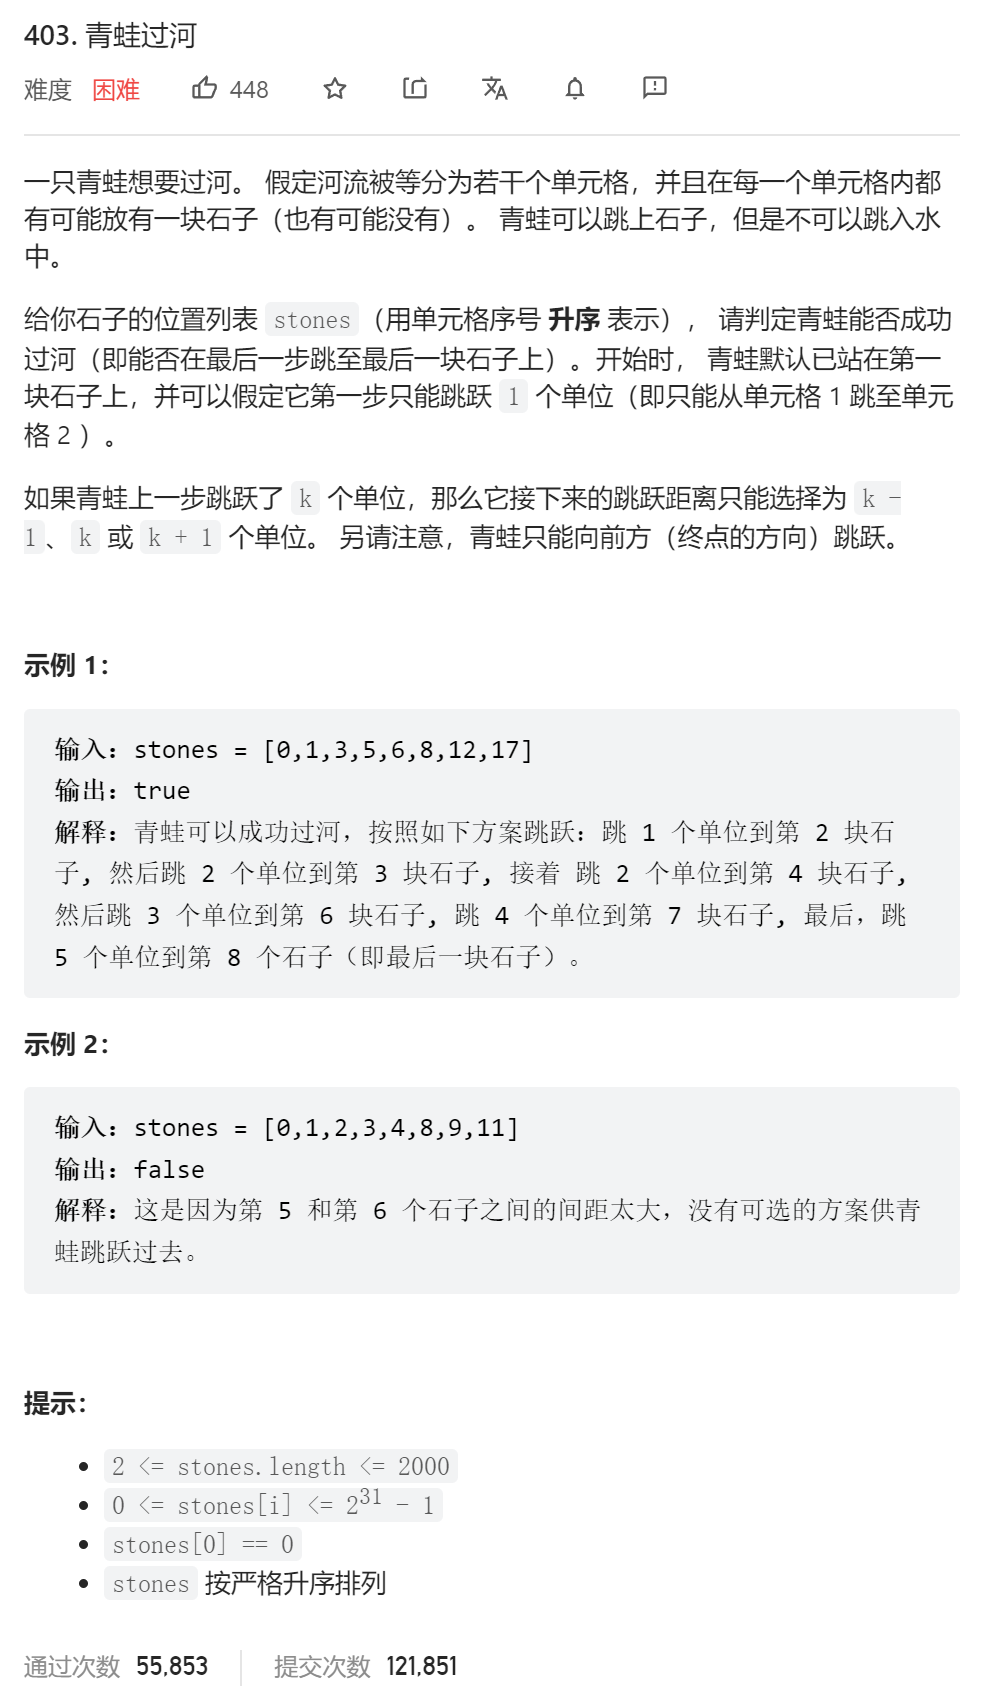 403. 青蛙过河
难度 困难 448
一只青蛙想要过河。 假定河流被等分为若干个单元格，并且在每一个单元格内都
有可能放有一块石子（也有可能没有）。 青蛙可以跳上石子，但是不可以跳入水
中。
给你石子的位置列表 stones（用单元格序号 升序 表示）， 请判定青蛙能否成功
过河（即能否在最后一步跳至最后一块石子上）。开始时， 青蛙默认已站在第一
块石子上，并可以假定它第一步只能跳跃 1 个单位（即只能从单元格 1 跳至单元
格 2 ）。
如果青蛙上一步跳跃了 k 个单位，那么它接下来的跳跃距离只能选择为 k -
1、k 或 k + 1 个单位。 另请注意，青蛙只能向前方（终点的方向）跳跃。
示例 1：
输入：stones = [0,1,3,5,6,8,12,17]
输出：true
解释：青蛙可以成功过河，按照如下方案跳跃：跳 1 个单位到第 2 块石
子, 然后跳 2 个单位到第 3 块石子, 接着 跳 2 个单位到第 4 块石子,
然后跳 3 个单位到第 6 块石子, 跳 4 个单位到第 7 块石子, 最后，跳
5 个单位到第 8 个石子（即最后一块石子）。
示例 2：
输入：stones = [0,1,2,3,4,8,9,11]
输出：false
解释：这是因为第 5 和第 6 个石子之间的间距太大，没有可选的方案供青
蛙跳跃过去。
提示：
• 2 <= stones.length <= 2000
• 0 <= stones[i] <= 2³¹ - 1
• stones[0] == 0
• stones 按严格升序排列
通过次数 55,853 提交次数 121,851